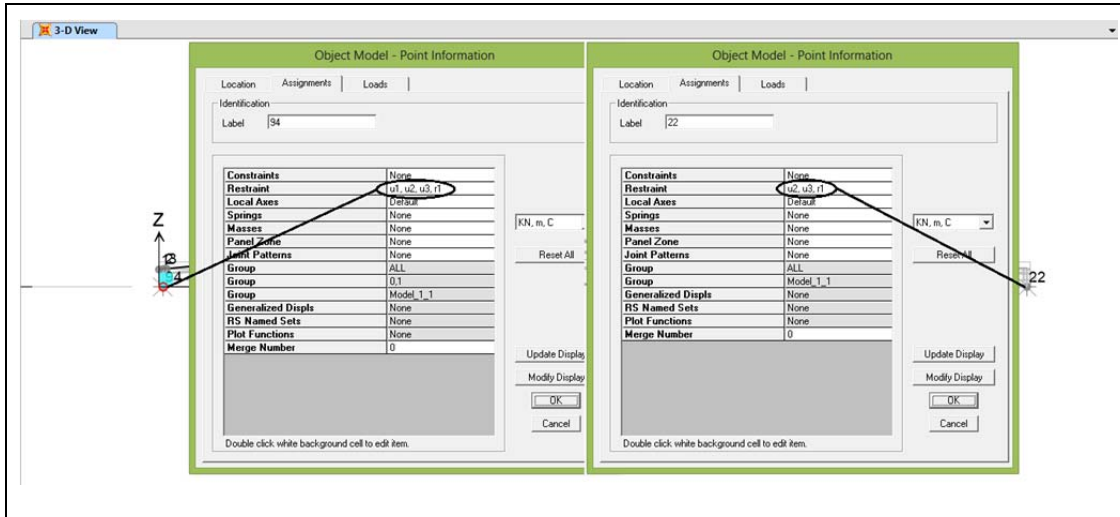 3-D View
Object Model - Point Information
Location Assignments Loads
Identification
Label 94
Constraints None
Restraint u1, u2, u3, r1
Local Axes Default
Springs None
Masses None
Panel Zone None
Joint Patterns None
Group ALL
Group 0,1
Group Model_1_1
Generalized Displs None
RS Named Sets None
Plot Functions None
Merge Number 0
KN, m, C
Reset All
Update Display
Modify Display
OK
Cancel
Double click white background cell to edit item.
Object Model - Point Information
Location Assignments Loads
Identification
Label 22
Constraints None
Restraint u2, u3, r1
Local Axes Default
Springs None
Masses None
Panel Zone None
Joint Patterns None
Group ALL
Group Model_1_1
Generalized Displs None
RS Named Sets None
Plot Functions None
Merge Number 0
KN, m, C
Reset All
Update Display
Modify Display
OK
Cancel
Double click white background cell to edit item.
Z
22